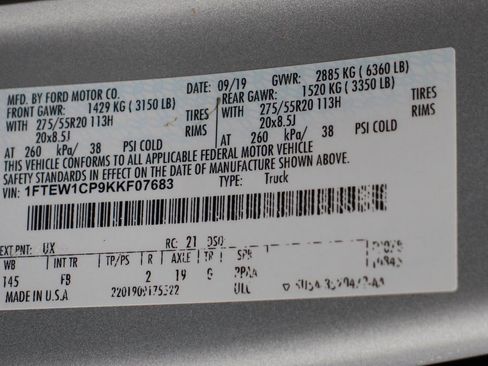 MFD. BY FORD MOTOR CO. DATE: 09/19 GVWR: 2885 KG (6360 LB)
FRONT GAWR: 1429 KG (3150 LB) REAR GAWR: 1520 KG (3350 LB)
WITH 275/55R20 113H TIRES WITH 275/55R20 113H TIRES
20x8.5J RIMS 20x8.5J RIMS
AT 260 kPa/ 38 PSI COLD AT 260 kPa/ 38 PSI COLD
THIS VEHICLE CONFORMS TO ALL APPLICABLE FEDERAL MOTOR VEHICLE
SAFETY STANDARDS IN EFFECT ON THE DATE OF MANUFACTURE SHOWN ABOVE.
VIN: 1FTEW1CP9KKF07683 TYPE: Truck
EXT PNT: UX RC: 21 DSO:
WB INT TR TP/PS R AXLE TR SPR
145 FB 2 19 G
MADE IN U.S.A